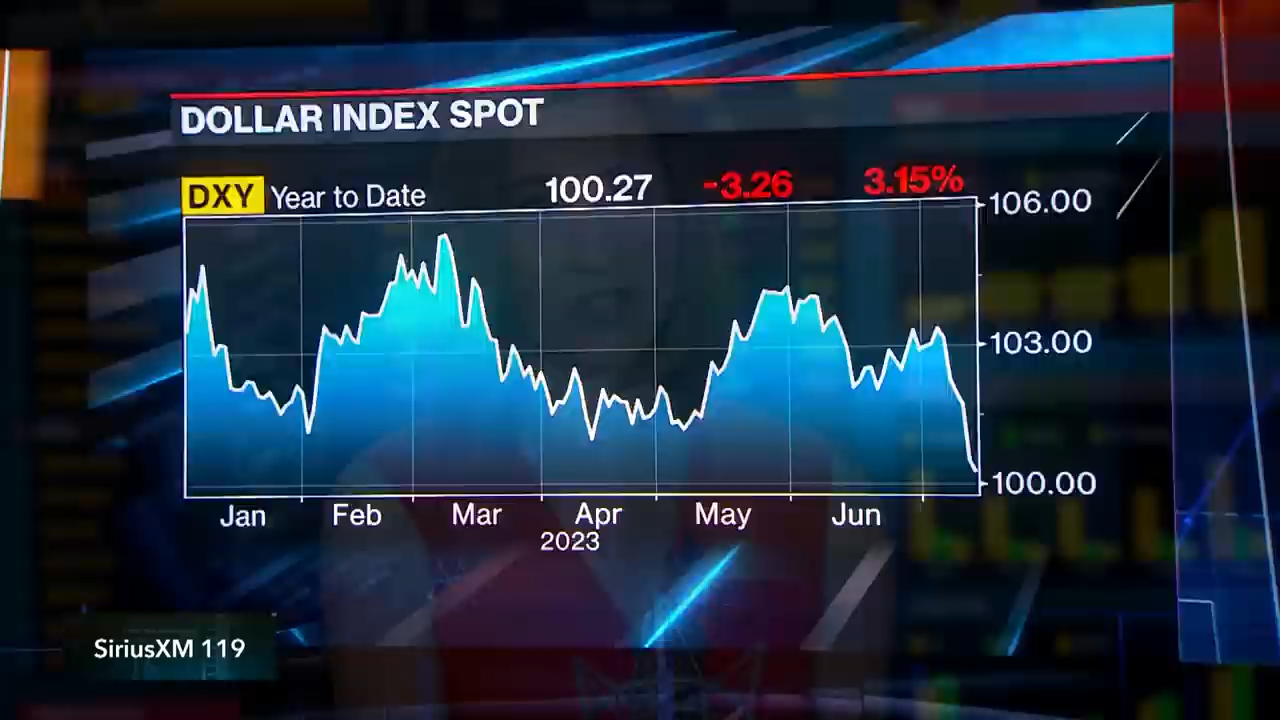 DOLLAR INDEX SPOT
DXY Year to Date 100.27 -3.26 3.15%
106.00
103.00
100.00
Jan Feb Mar Apr May Jun
2023
SiriusXM 119